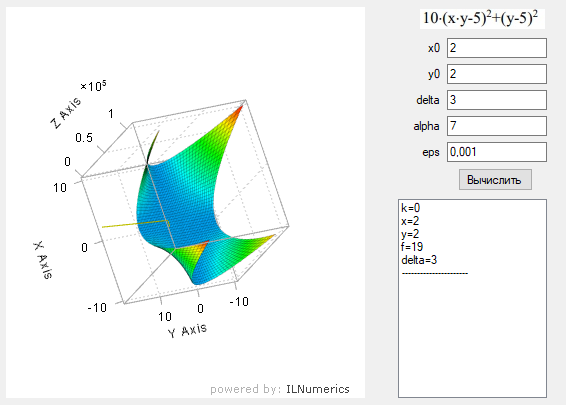 10·(x·y-5)²+(y-5)²
x0 2
y0 2
delta 3
alpha 7
eps 0,001
Вычислить
k=0
x=2
y=2
f=19
delta=3
-----------------------
×10⁵
Z Axis
1
0.5
0
10
0
-10
X Axis
10
0
-10
Y Axis
powered by: ILNumerics